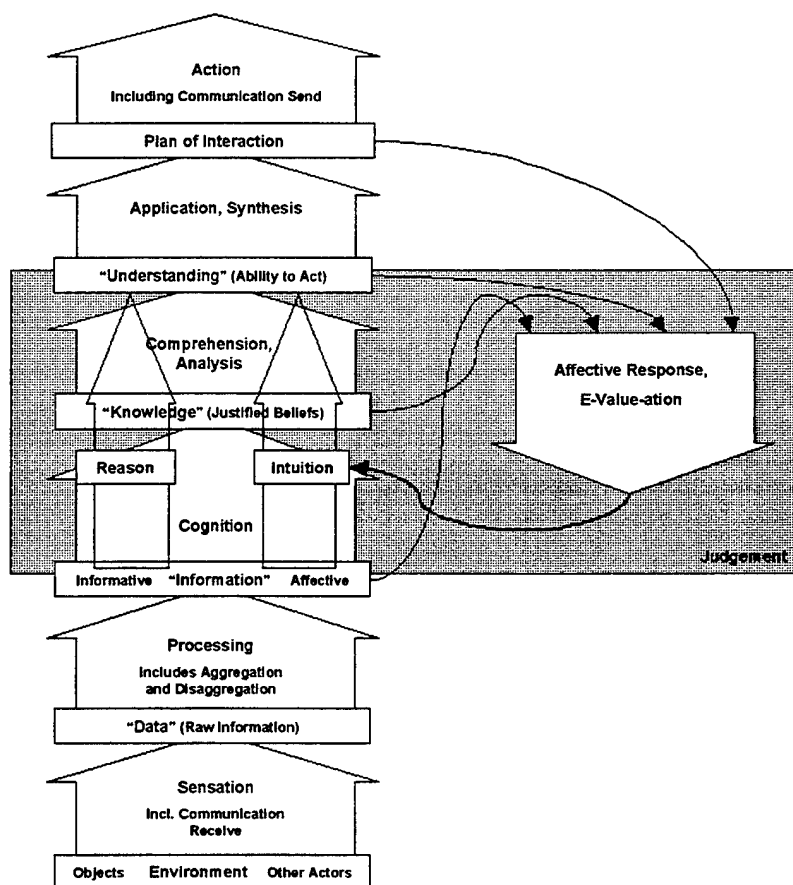 Action
Including Communication Send
Plan of Interaction
Application, Synthesis
"Understanding" (Ability to Act)
Comprehension,
Analysis
Affective Response,
E-Value-ation
"Knowledge" (Justified Beliefs)
Reason
Intuition
Cognition
Judgement
Informative "Information" Affective
Processing
Includes Aggregation
and Disaggregation
"Data" (Raw Information)
Sensation
Incl. Communication
Receive
Objects Environment Other Actors